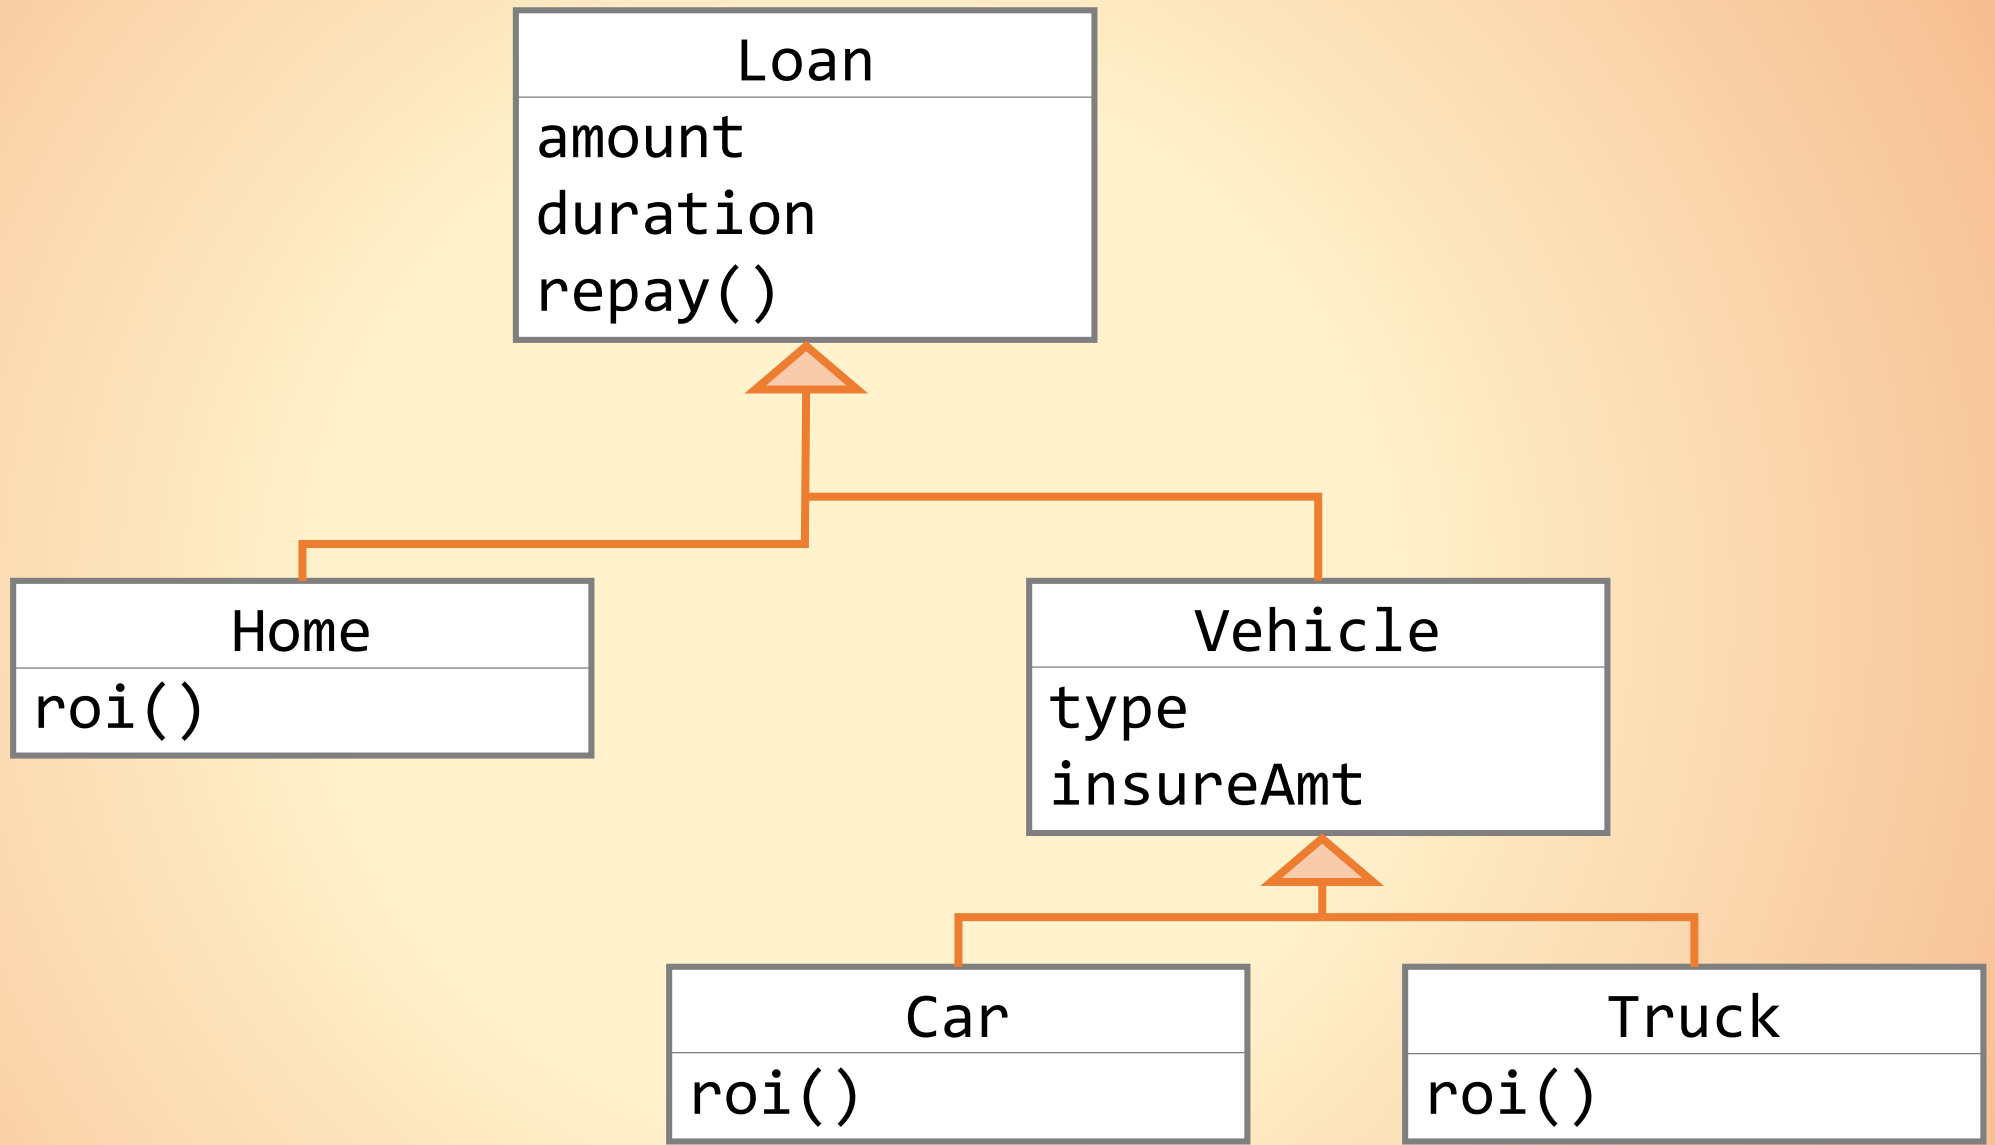 Loan
amount
duration
repay()
Home
roi()
Vehicle
type
insureAmt
Car
roi()
Truck
roi()